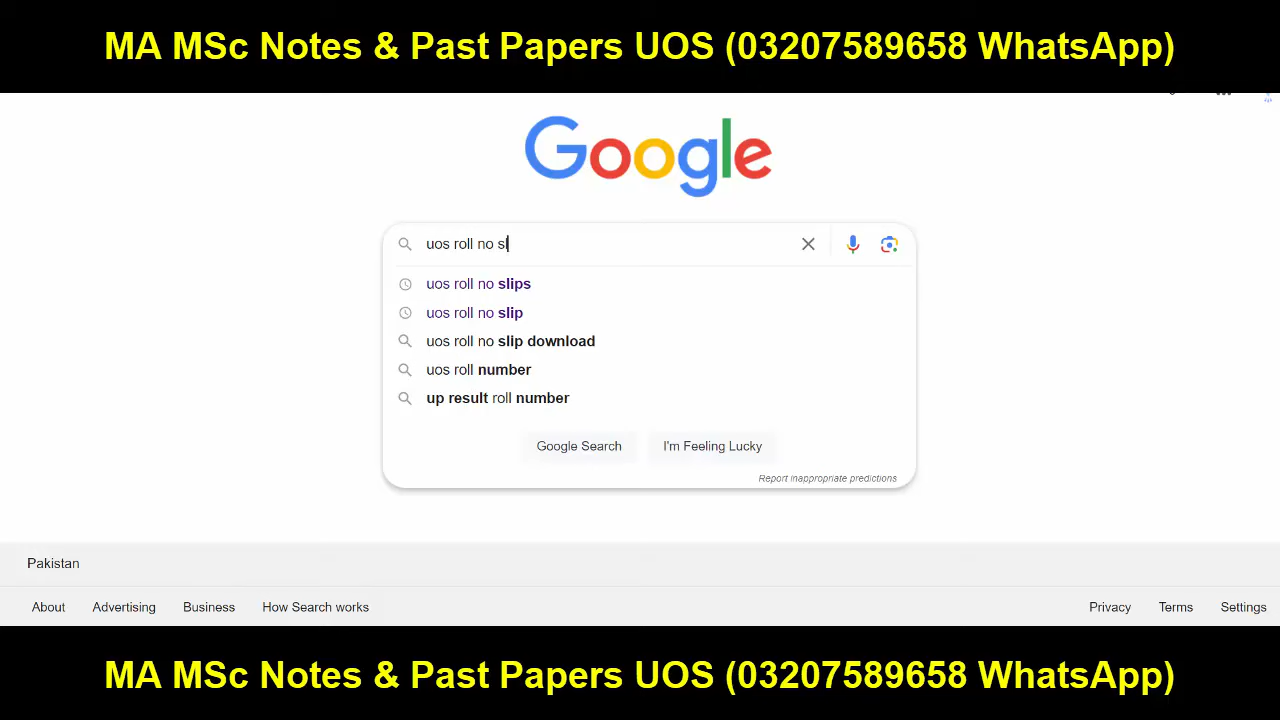 MA MSc Notes & Past Papers UOS (03207589658 WhatsApp)
Google
uos roll no sl
uos roll no slips
uos roll no slip
uos roll no slip download
uos roll number
up result roll number
Google Search I'm Feeling Lucky
Report inappropriate predictions
Pakistan
About Advertising Business How Search works Privacy Terms Settings
MA MSc Notes & Past Papers UOS (03207589658 WhatsApp)